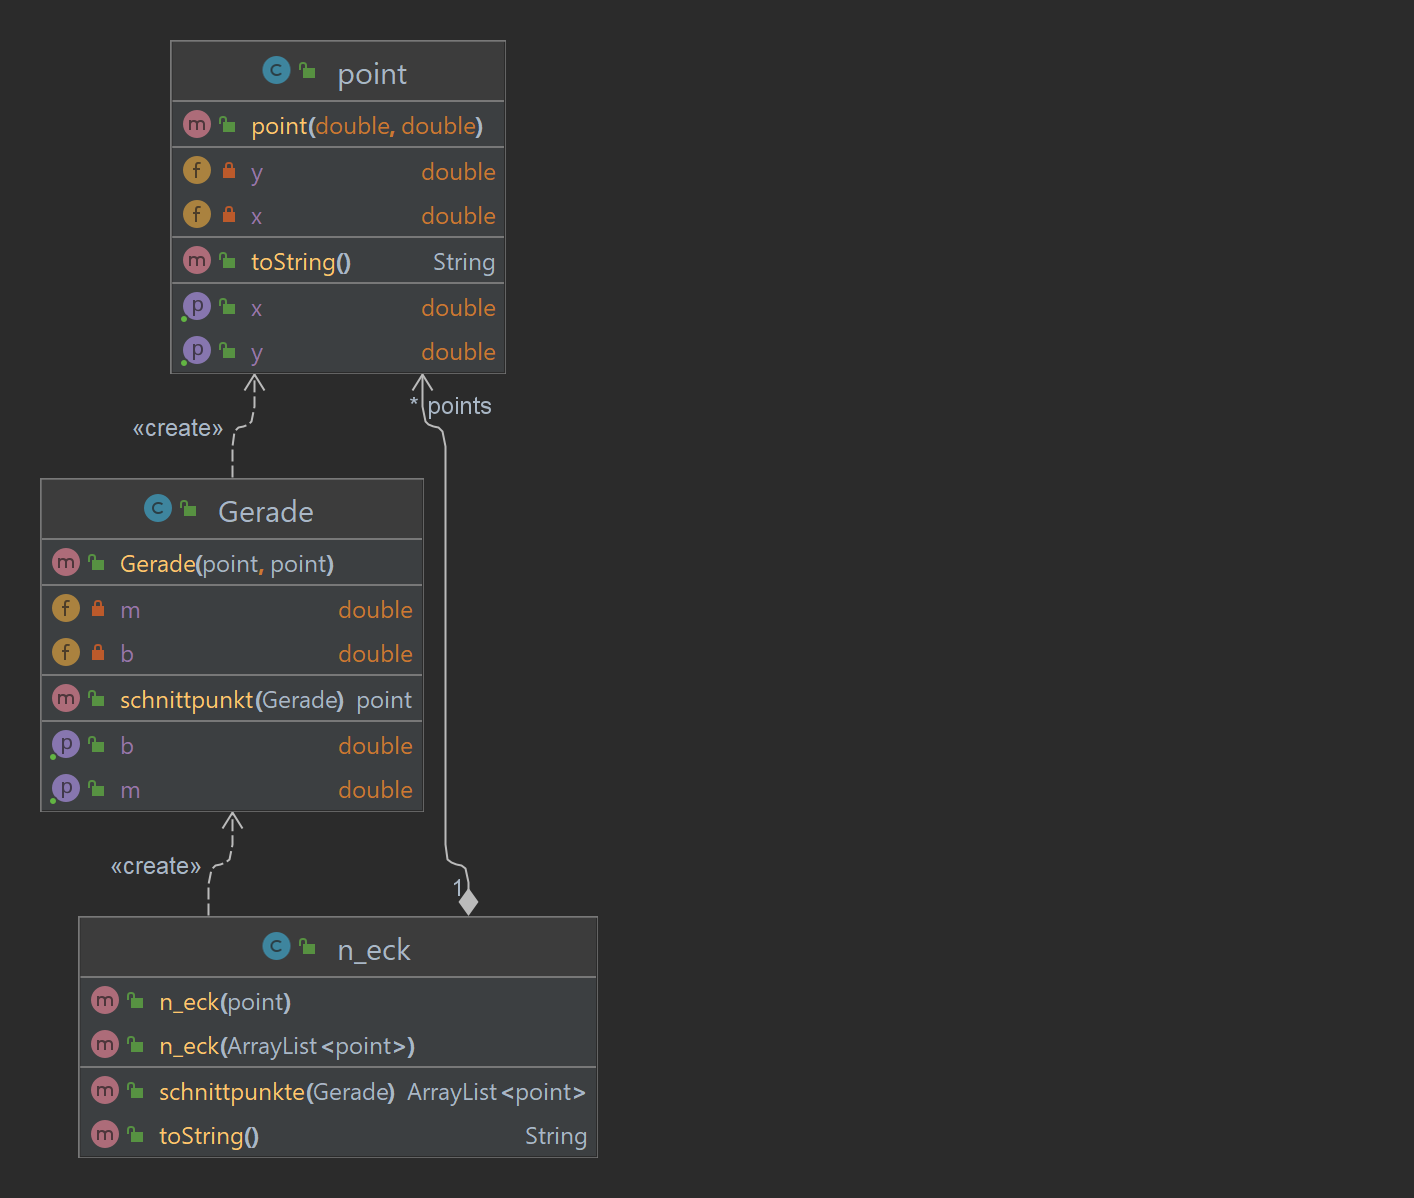 C point
m point(double, double)
f y double
f x double
m toString() String
p x double
p y double
* points
«create»
C Gerade
m Gerade(point, point)
f m double
f b double
m schnittpunkt(Gerade) point
p b double
p m double
«create»
1
C n_eck
m n_eck(point)
m n_eck(ArrayList<point>)
m schnittpunkte(Gerade) ArrayList<point>
m toString() String